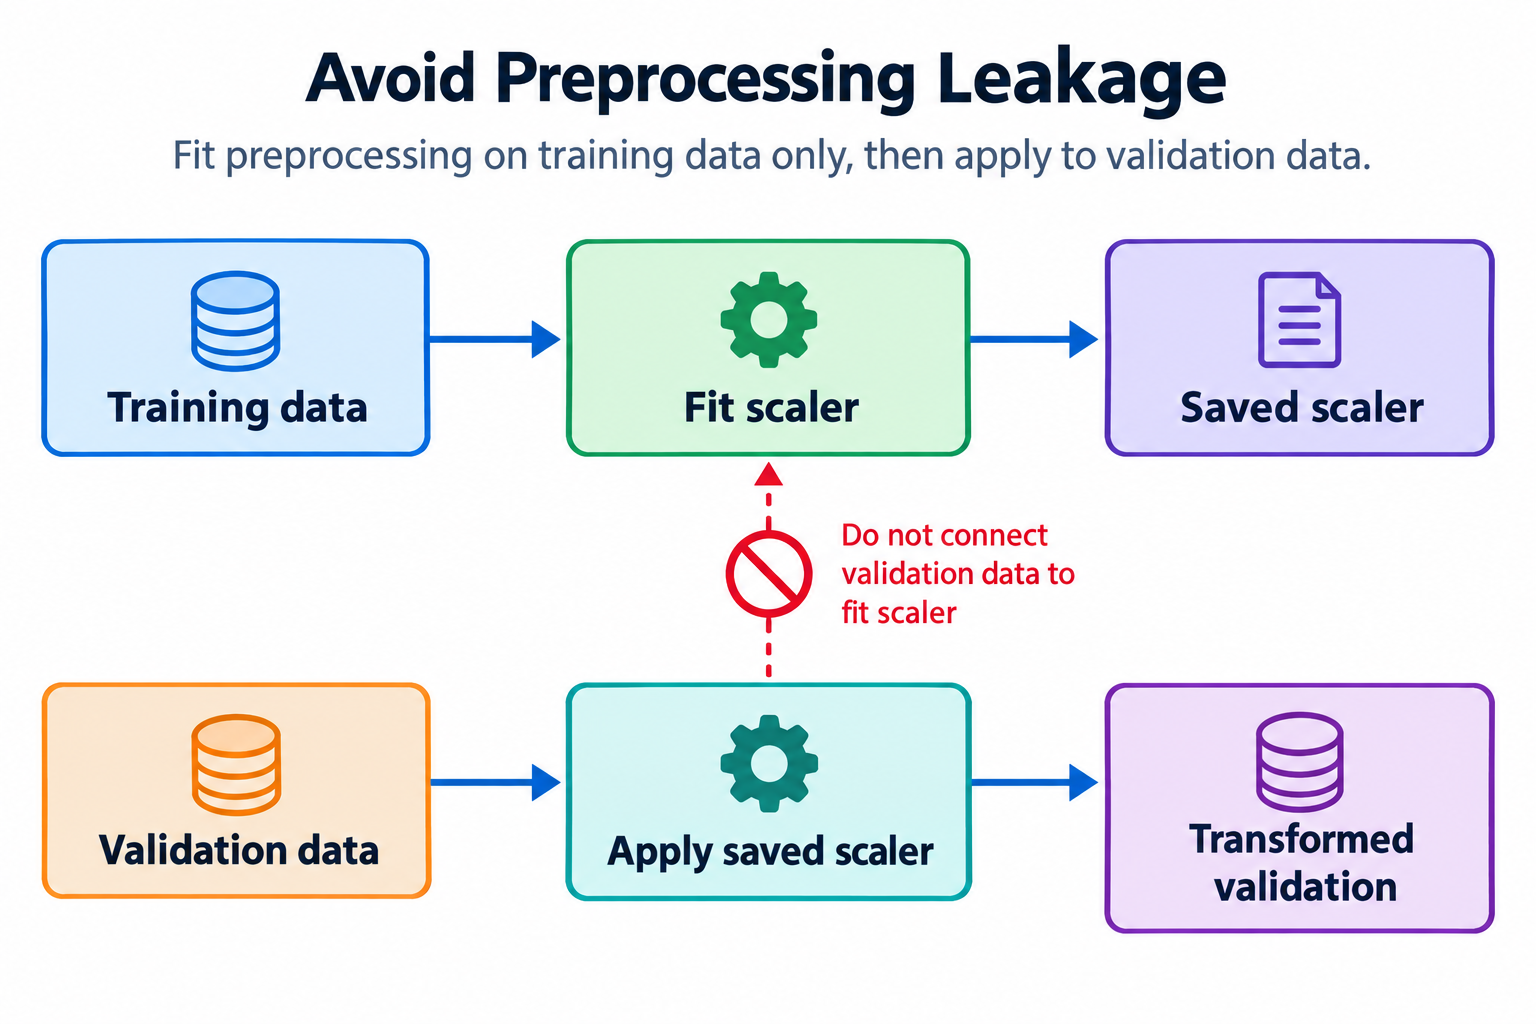 Avoid Preprocessing Leakage
Fit preprocessing on training data only, then apply to validation data.
Training data
Fit scaler
Saved scaler
Do not connect
validation data to
fit scaler
Validation data
Apply saved scaler
Transformed
validation